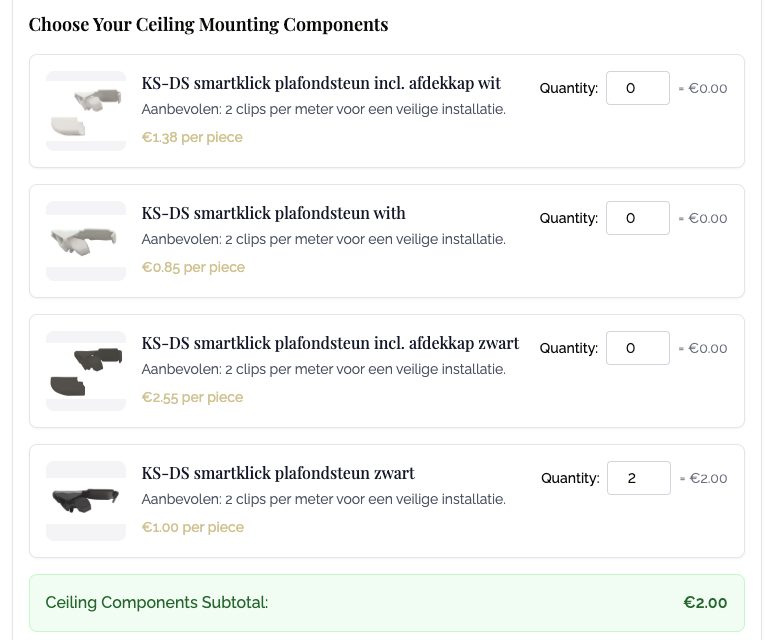 Choose Your Ceiling Mounting Components
KS-DS smartklick plafondsteun incl. afdekkap wit
Quantity: 0 = €0.00
Aanbevolen: 2 clips per meter voor een veilige installatie.
€1.38 per piece
KS-DS smartklick plafondsteun with
Quantity: 0 = €0.00
Aanbevolen: 2 clips per meter voor een veilige installatie.
€0.85 per piece
KS-DS smartklick plafondsteun incl. afdekkap zwart
Quantity: 0 = €0.00
Aanbevolen: 2 clips per meter voor een veilige installatie.
€2.55 per piece
KS-DS smartklick plafondsteun zwart
Quantity: 2 = €2.00
Aanbevolen: 2 clips per meter voor een veilige installatie.
€1.00 per piece
Ceiling Components Subtotal: €2.00